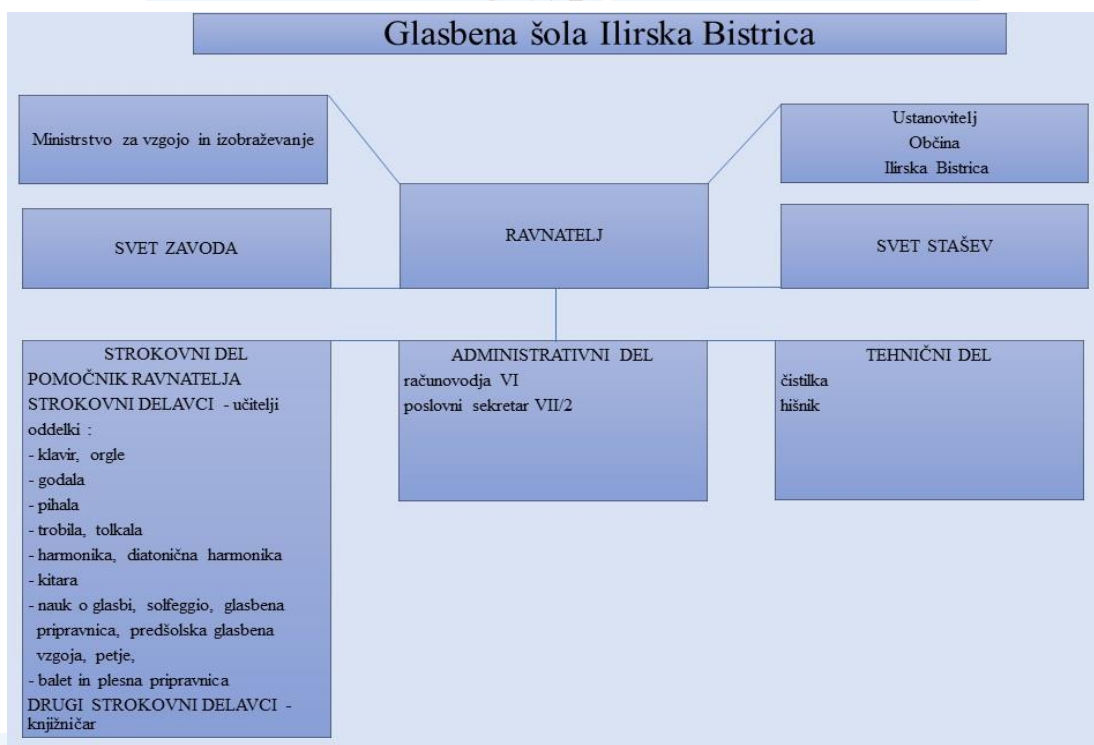 Glasbena šola Ilirska Bistrica
Ministrstvo za vzgojo in izobraževanje
Ustanovitelj
Občina
Ilirska Bistrica
SVET ZAVODA
RAVNATELJ
SVET STAŠEV
STROKOVNI DEL
POMOČNIK RAVNATELJA
STROKOVNI DELAVCI - učitelji
oddelki :
- klavir, orgle
- godala
- pihala
- trobila, tolkala
- harmonika, diatonična harmonika
- kitara
- nauk o glasbi, solfeggio, glasbena
pripravnica, predšolska glasbena
vzgoja, petje,
- balet in plesna pripravnica
DRUGI STROKOVNI DELAVCI -
knjižničar
ADMINISTRATIVNI DEL
računovodja VI
poslovni sekretar VII/2
TEHNIČNI DEL
čistilka
hišnik